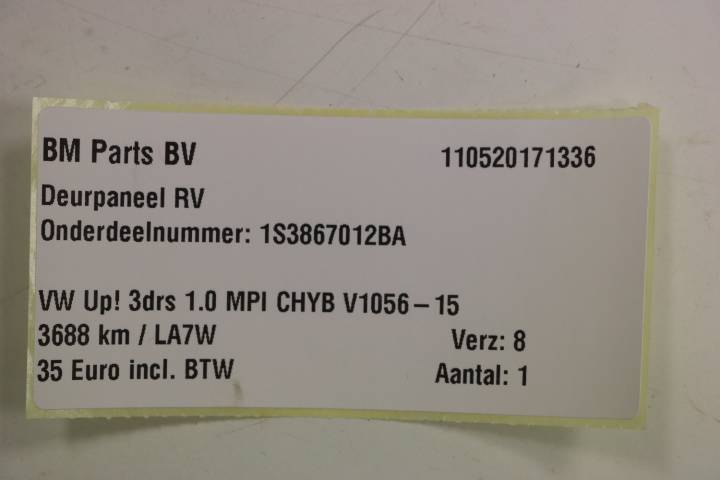 BM Parts BV 110520171336
Deurpaneel RV
Onderdeelnummer: 1S3867012BA
VW Up! 3drs 1.0 MPI CHYB V1056-15
3688 km / LA7W Verz: 8
35 Euro incl. BTW Aantal: 1